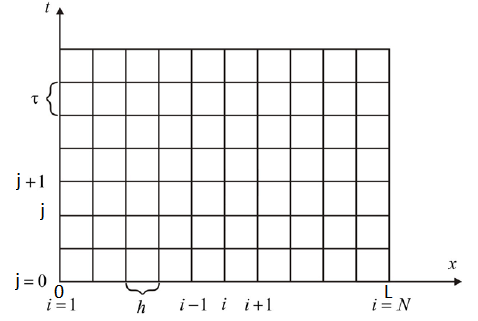 t
τ
j+1
j
j=0
x
0 L
i=1 h i−1 i i+1 i=N